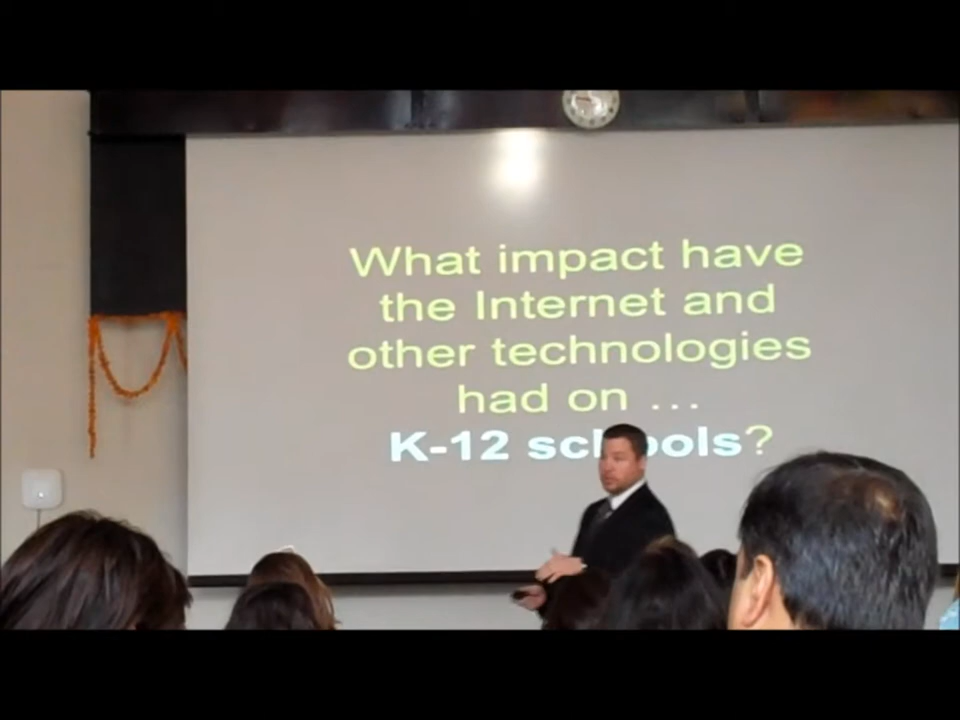 What impact have
the Internet and
other technologies
had on ...
K-12 schools?